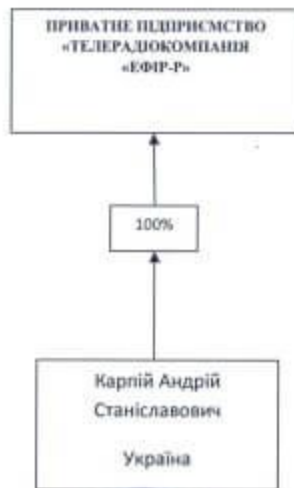 ПРИВАТНЕ ПІДПРИЄМСТВО
«ТЕЛЕРАДІОКОМПАНІЯ
«ЕФІР-Р»
100%
Карпій Андрій
Станіславович
Україна